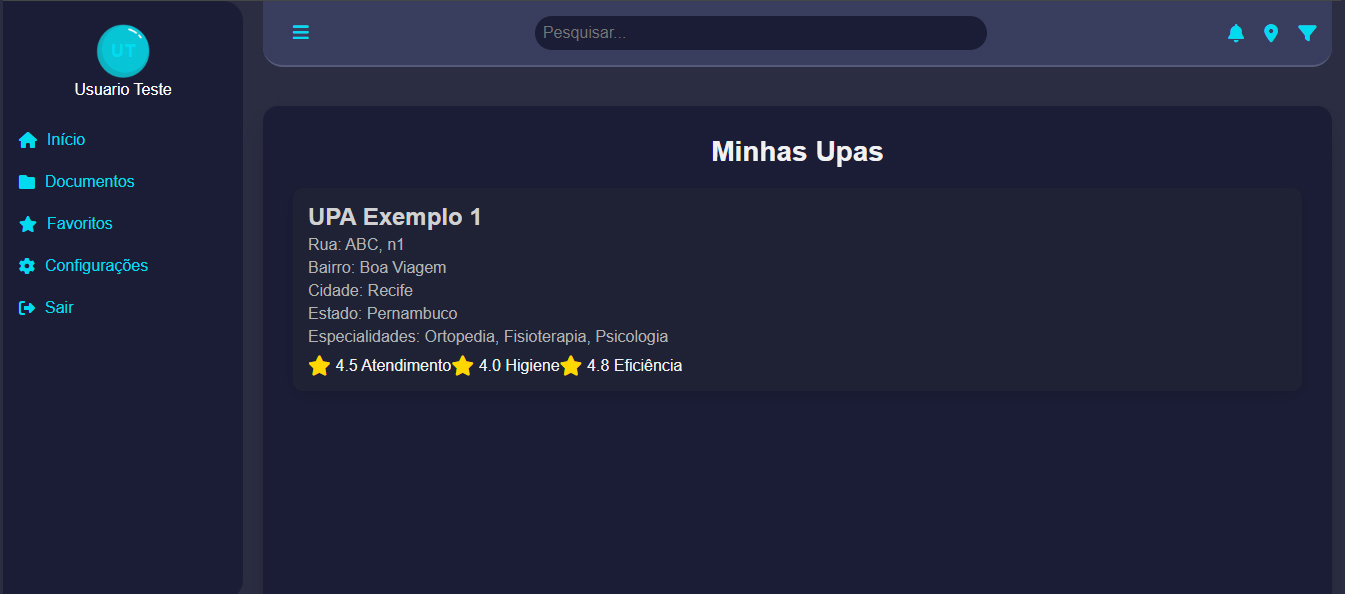 UT
Usuario Teste
Início
Documentos
Favoritos
Configurações
Sair
Pesquisar...
Minhas Upas
UPA Exemplo 1
Rua: ABC, n1
Bairro: Boa Viagem
Cidade: Recife
Estado: Pernambuco
Especialidades: Ortopedia, Fisioterapia, Psicologia
4.5 Atendimento 4.0 Higiene 4.8 Eficiência